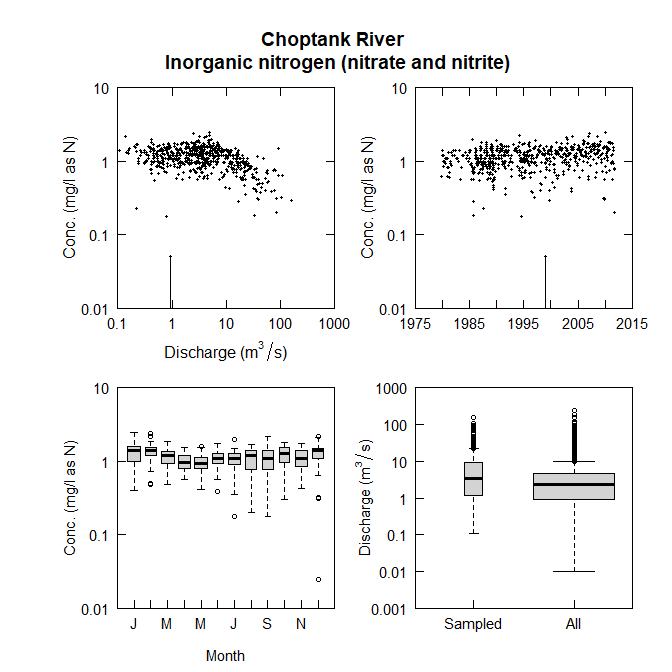 Choptank River
Inorganic nitrogen (nitrate and nitrite)
10
1
0.1
0.01
Conc. (mg/l as N)
0.1 1 10 100 1000
Discharge (m³/s)
10
1
0.1
0.01
Conc. (mg/l as N)
1975 1985 1995 2005 2015
10
1
0.1
0.01
Conc. (mg/l as N)
J M M J S N
Month
1000
100
10
1
0.1
0.01
0.001
Discharge (m³/s)
Sampled All